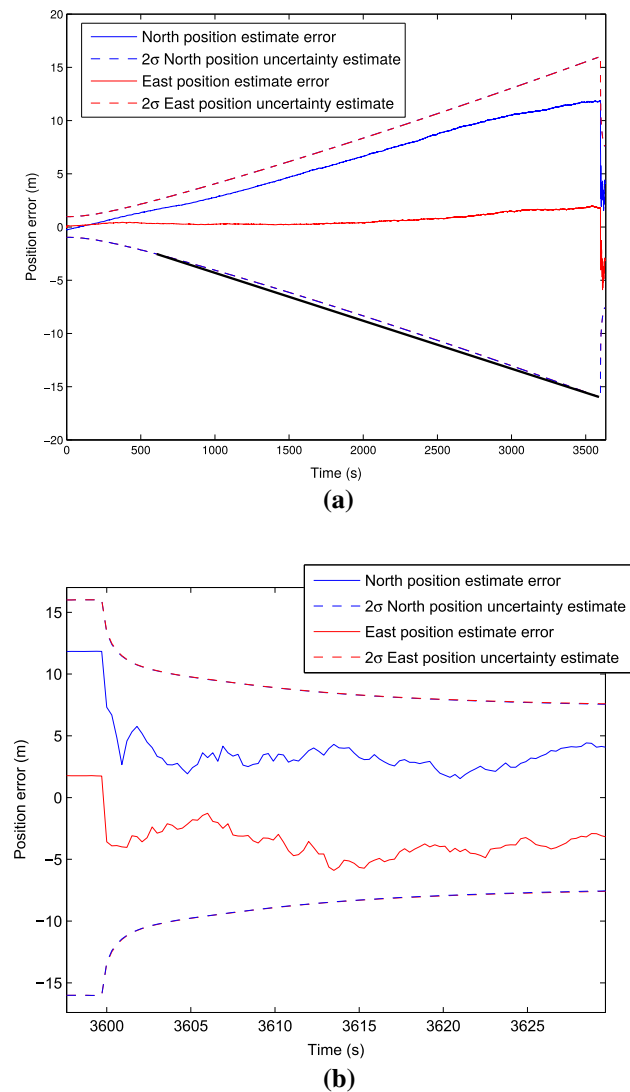 North position estimate error
2σ North position uncertainty estimate
East position estimate error
2σ East position uncertainty estimate
20
15
10
5
0
−5
−10
−15
−20
Position error (m)
0 500 1000 1500 2000 2500 3000 3500
Time (s)
(a)
North position estimate error
2σ North position uncertainty estimate
East position estimate error
2σ East position uncertainty estimate
15
10
5
0
−5
−10
−15
Position error (m)
3600 3605 3610 3615 3620 3625
Time (s)
(b)